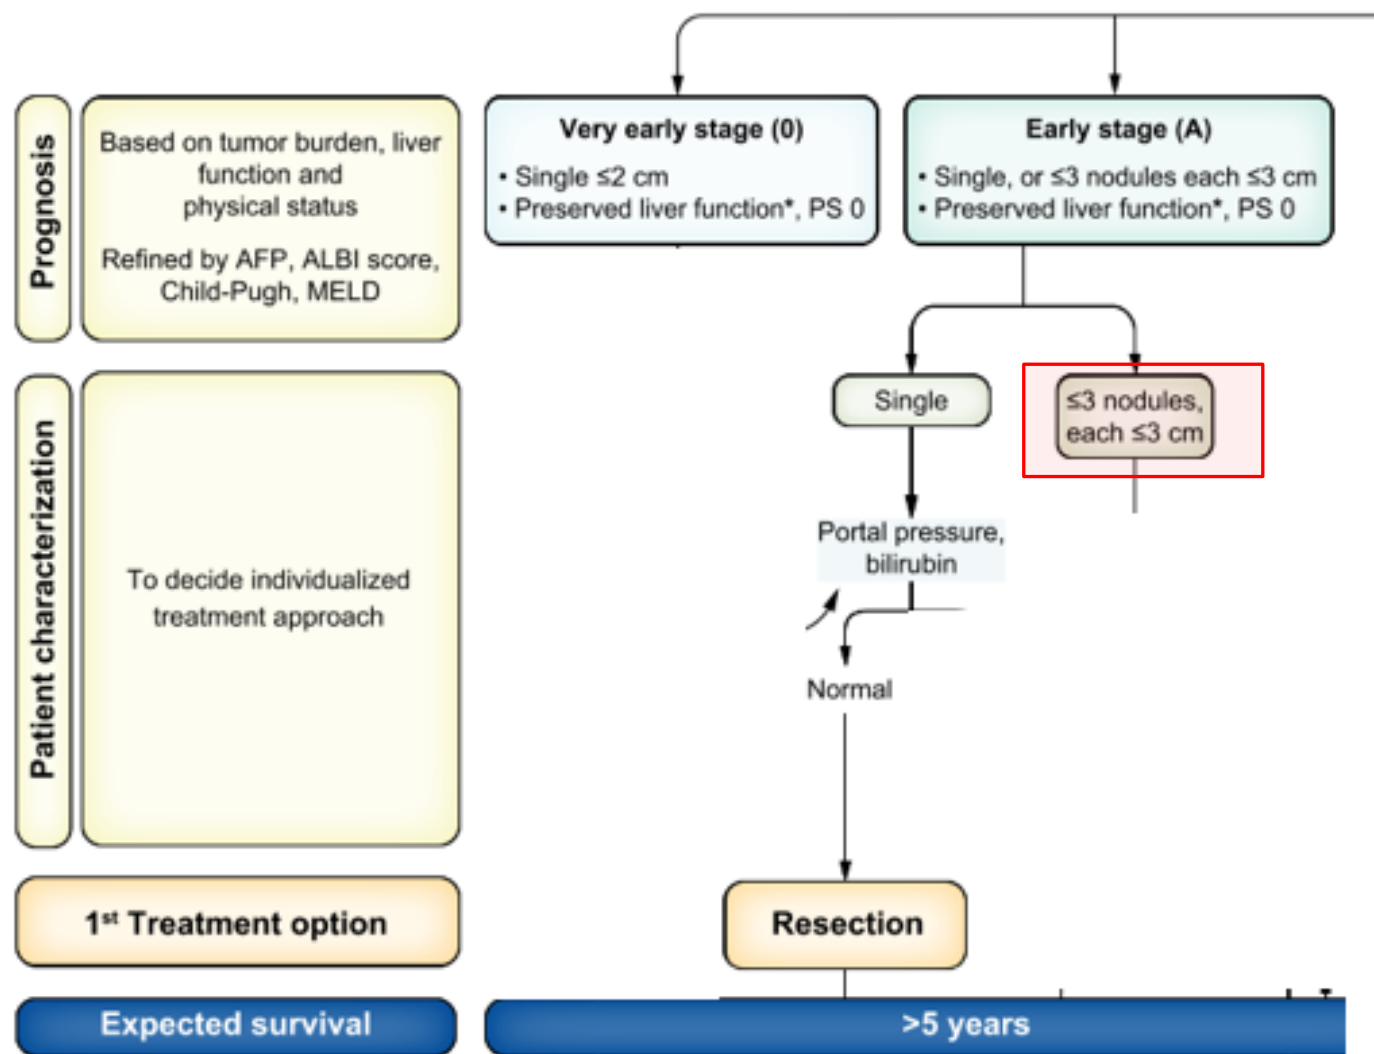 Prognosis
Based on tumor burden, liver
function and
physical status
Refined by AFP, ALBI score,
Child-Pugh, MELD
Very early stage (0)
• Single ≤2 cm
• Preserved liver function*, PS 0
Early stage (A)
• Single, or ≤3 nodules each ≤3 cm
• Preserved liver function*, PS 0
Patient characterization
To decide individualized
treatment approach
Single
≤3 nodules,
each ≤3 cm
Portal pressure,
bilirubin
Normal
1st Treatment option
Resection
Expected survival
>5 years